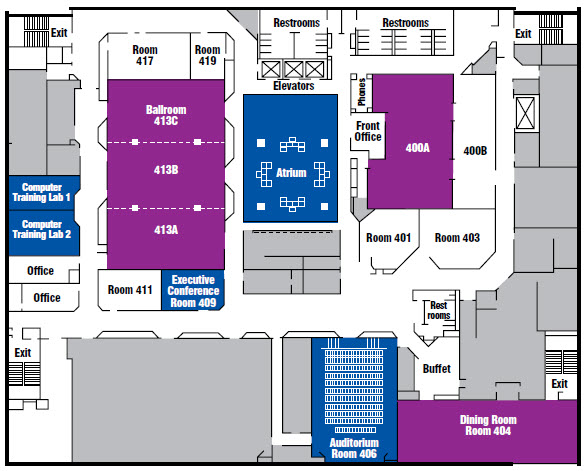 Exit
Restrooms
Restrooms
Exit
Room
417
Room
419
Elevators
Phones
Ballroom
413C
Front
Office
400A
400B
413B
Atrium
Computer
Training Lab 1
Computer
Training Lab 2
413A
Room 401
Room 403
Office
Office
Room 411
Executive
Conference
Room 409
Rest
rooms
Exit
Buffet
Exit
Dining Room
Room 404
Auditorium
Room 406